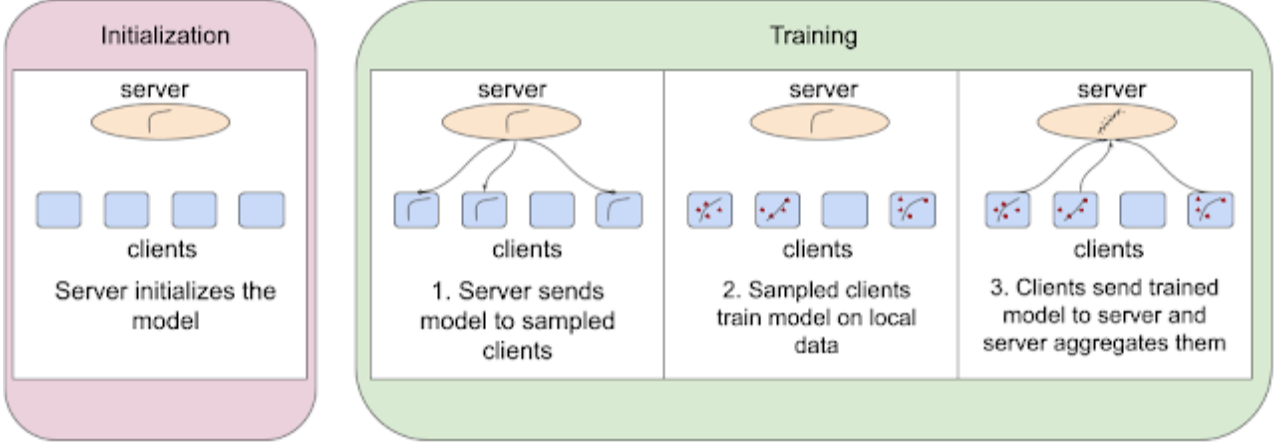 Initialization
server
clients
Server initializes the
model
Training
server
clients
1. Server sends
model to sampled
clients
server
clients
2. Sampled clients
train model on local
data
server
clients
3. Clients send trained
model to server and
server aggregates them